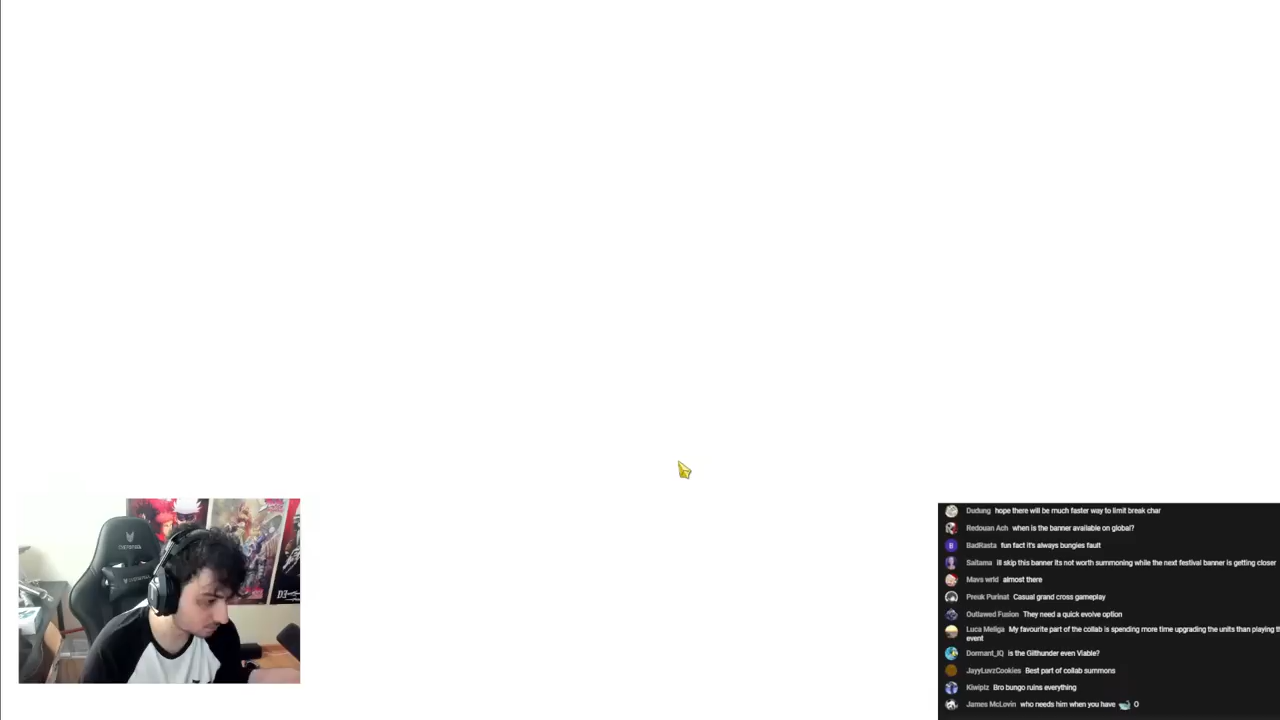 Dudung hope there will be much faster way to limit break char
Redouan Ach when is the banner available on global?
B BadRasta fun fact it's always bungies fault
Saitama ill skip this banner its not worth summoning while the next festival banner is getting closer
Mavs wrld almost there
Preuk Purinat Casual grand cross gameplay
Outlawed Fusion They need a quick evolve option
Luca Meliga My favourite part of the collab is spending more time upgrading the units than playing th
event
Dormant_IQ is the Gilthunder even Viable?
JayyLuvzCookies Best part of collab summons
Kiwiptz Bro bungo ruins everything
James McLovin who needs him when you have O